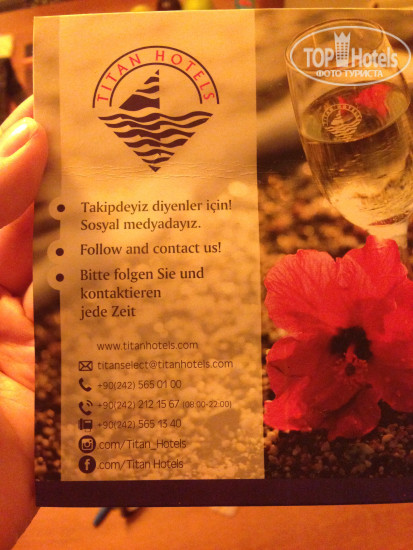 TITAN HOTELS
TOP Hotels
ФОТО ТУРИСТА
Takipdeyiz diyenler için!
Sosyal medyadayız.
Follow and contact us!
Bitte folgen Sie und
kontaktieren
jede Zeit
www.titanhotels.com
titanselect@titanhotels.com
+90(242) 565 01 00
+90(242) 212 15 67 (08:00-22:00)
+90(242) 565 13 40
.com/Titan_Hotels
.com/Titan Hotels